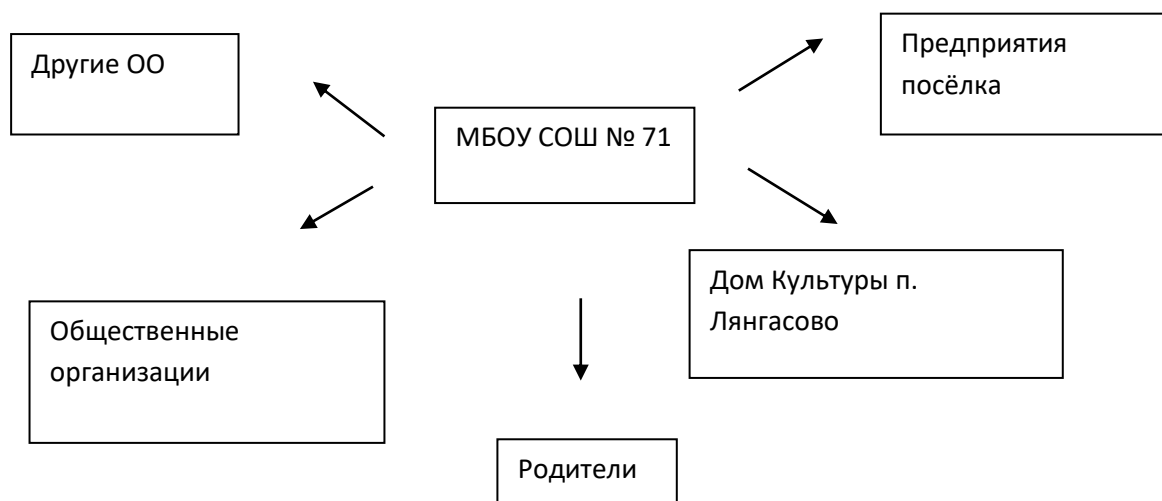 Другие ОО
Предприятия
посёлка
МБОУ СОШ № 71
Дом Культуры п.
Лянгасово
Общественные
организации
Родители